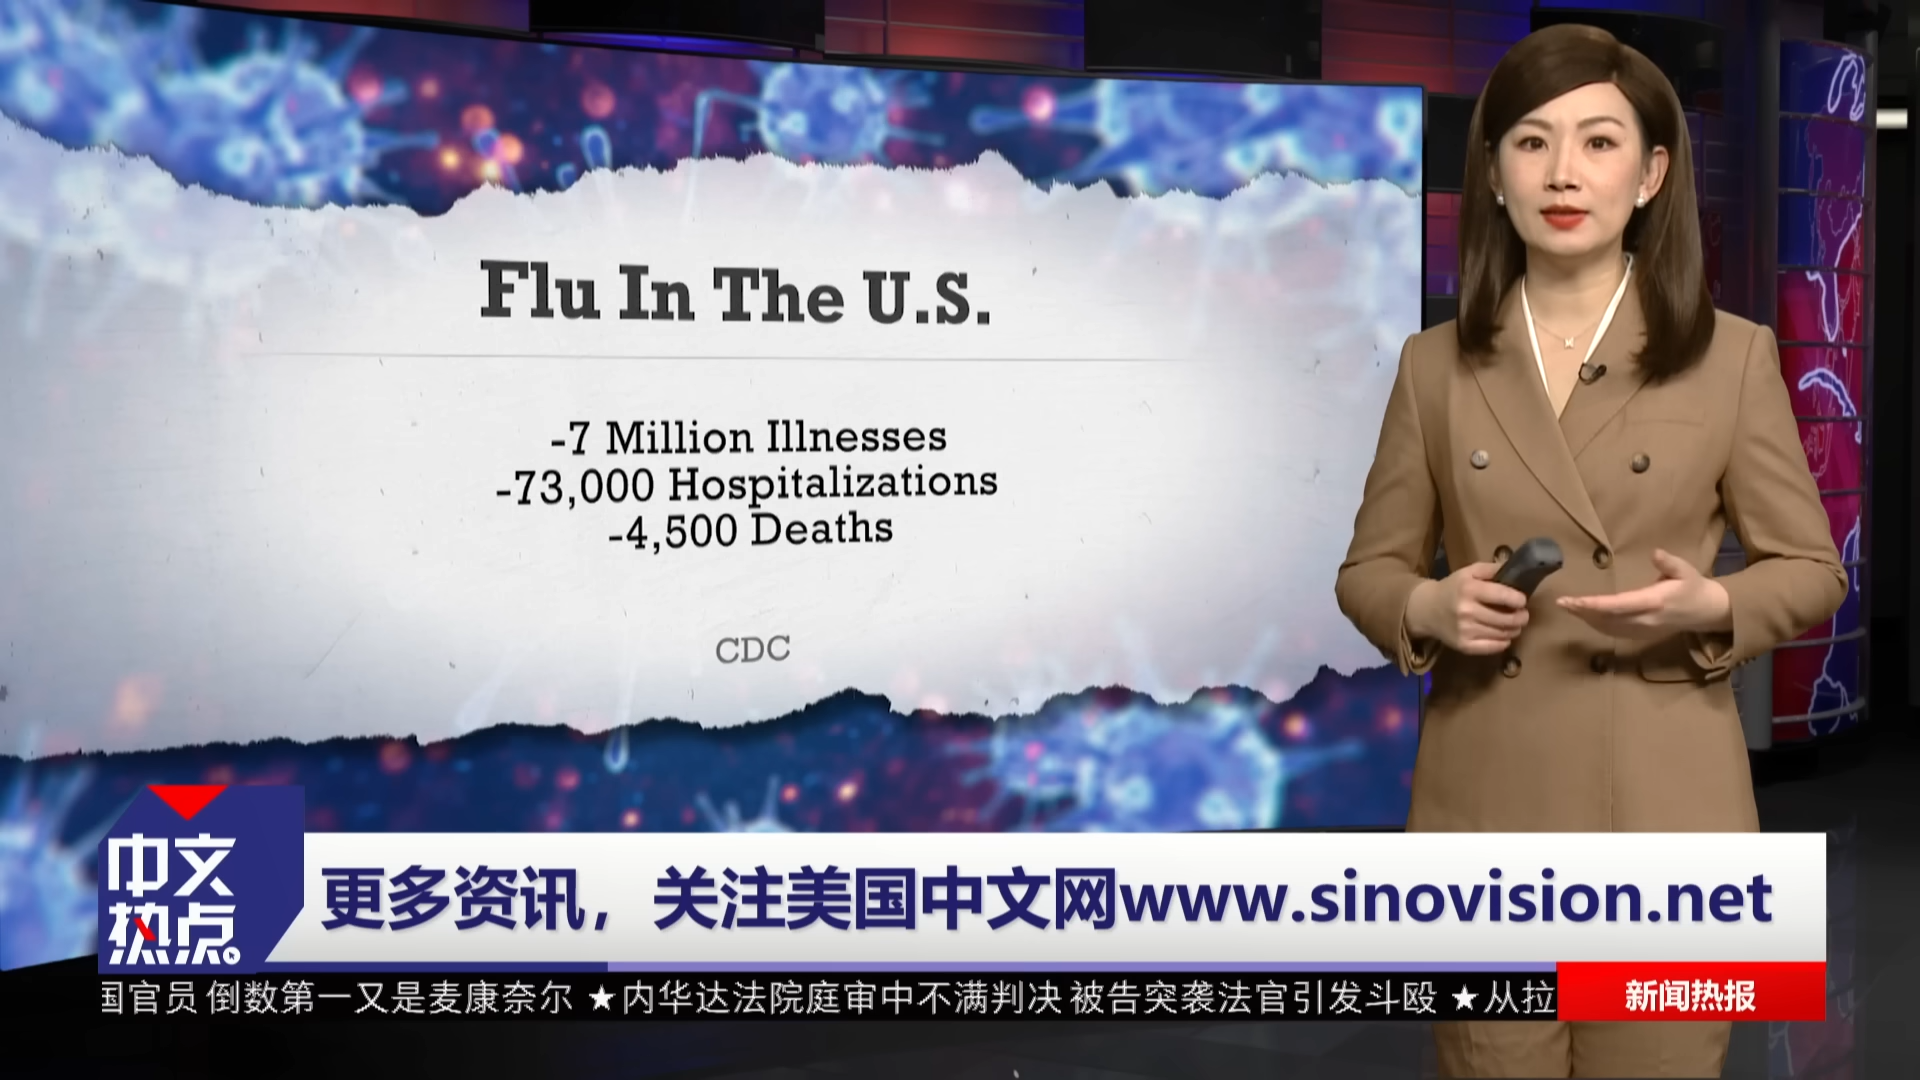 Flu In The U.S.
-7 Million Illnesses
-73,000 Hospitalizations
-4,500 Deaths
CDC
中文
热点
更多资讯，关注美国中文网www.sinovision.net
国官员 倒数第一又是麦康奈尔 ★内华达法院庭审中不满判决 被告突袭法官引发斗殴 ★从拉
新闻热报